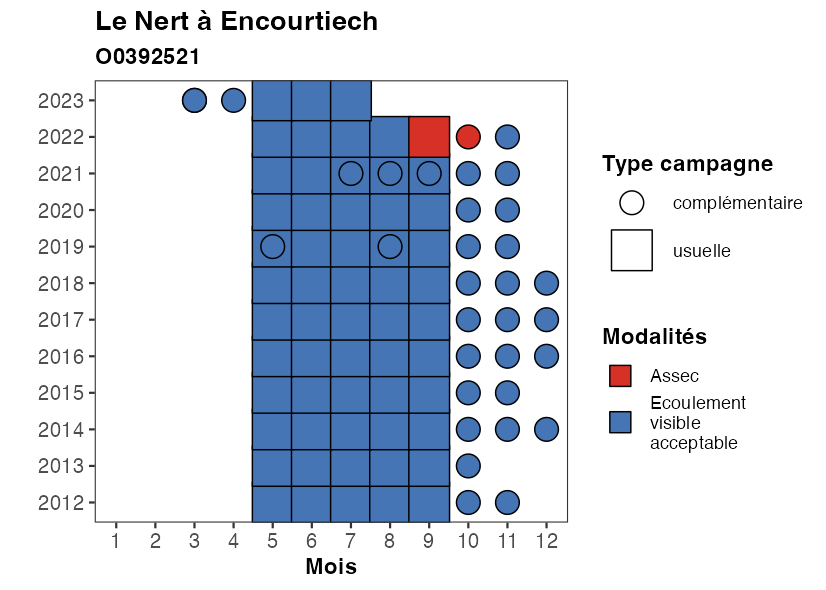 Le Nert à Encourtiech
O0392521
2023
2022
2021
2020
2019
2018
2017
2016
2015
2014
2013
2012
1 2 3 4 5 6 7 8 9 10 11 12
Mois
Type campagne
complémentaire
usuelle
Modalités
Assec
Ecoulement
visible
acceptable